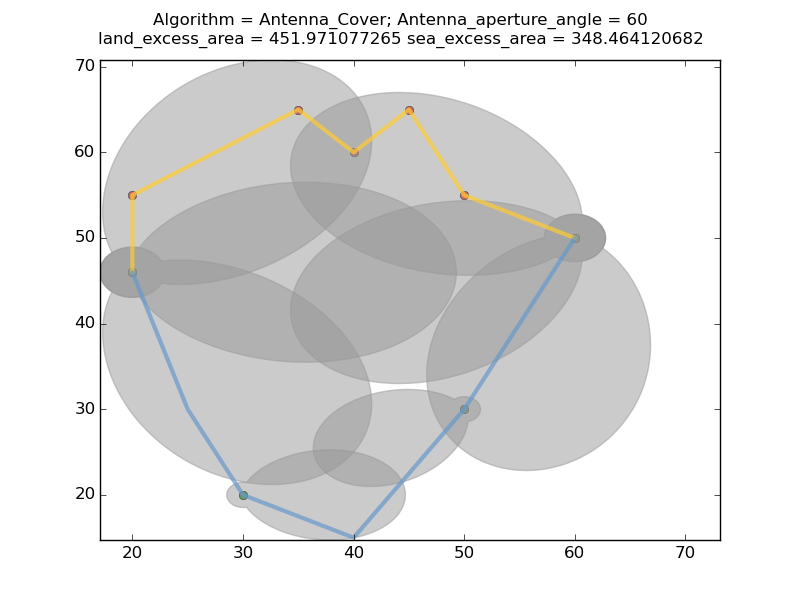 Algorithm = Antenna_Cover; Antenna_aperture_angle = 60
land_excess_area = 451.971077265 sea_excess_area = 348.464120682
70
60
50
40
30
20
20 30 40 50 60 70